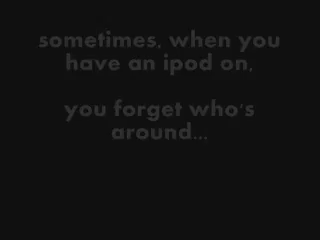 sometimes, when you
have an ipod on,
you forget who's
around...